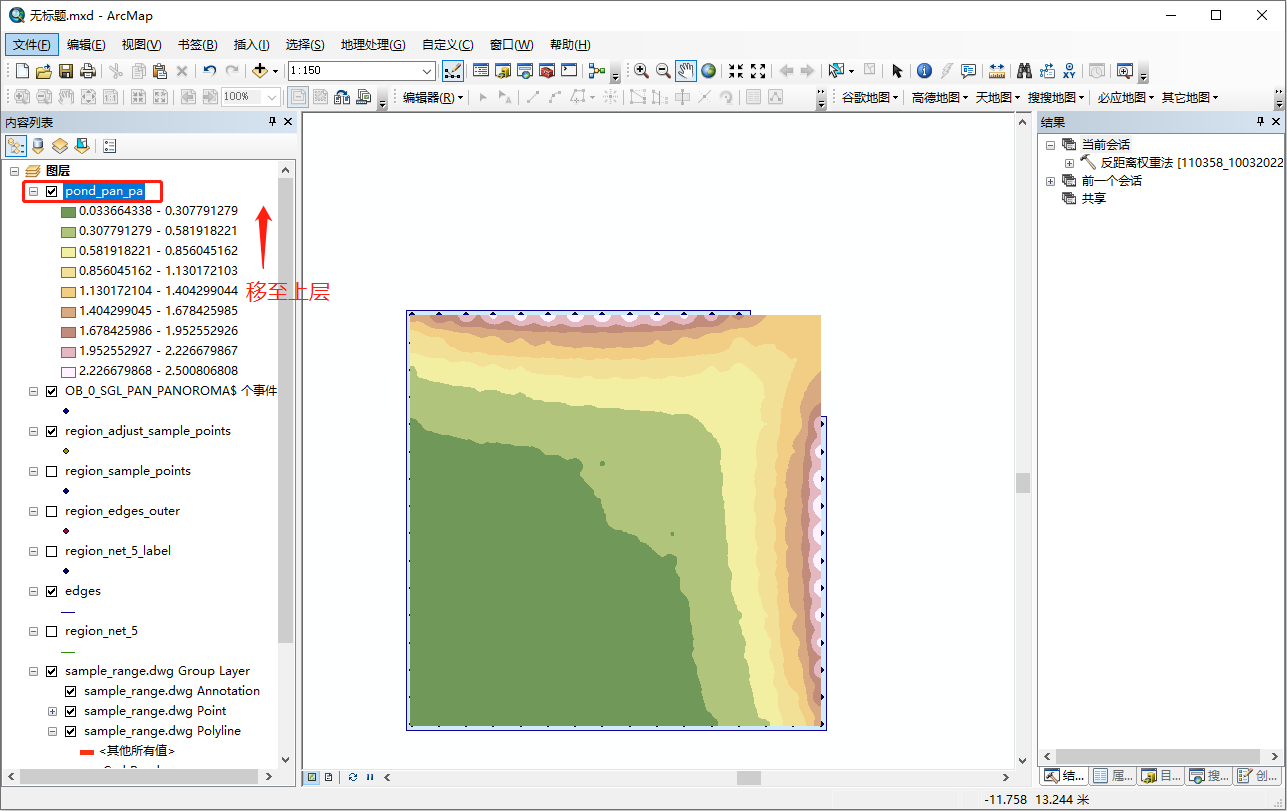 无标题.mxd - ArcMap
文件(F) 编辑(E) 视图(V) 书签(B) 插入(I) 选择(S) 地理处理(G) 自定义(C) 窗口(W) 帮助(H)
1:150
100% 编辑器(R) 谷歌地图 高德地图 天地图 搜搜地图 必应地图 其它地图
内容列表
图层
pond_pan_pa
0.033664338 - 0.307791279
0.307791279 - 0.581918221
0.581918221 - 0.856045162
0.856045162 - 1.130172103
1.130172104 - 1.404299044
移至上层
1.404299045 - 1.678425985
1.678425986 - 1.952552926
1.952552927 - 2.226679867
2.226679868 - 2.500806808
OB_0_SGL_PAN_PANOROMA$ 个事件
region_adjust_sample_points
region_sample_points
region_edges_outer
region_net_5_label
edges
region_net_5
sample_range.dwg Group Layer
sample_range.dwg Annotation
sample_range.dwg Point
sample_range.dwg Polyline
<其他所有值>
结果
当前会话
反距离权重法 [110358_10032022
前一个会话
共享
结... 属... 目... 搜... 创...
-11.758 13.244 米